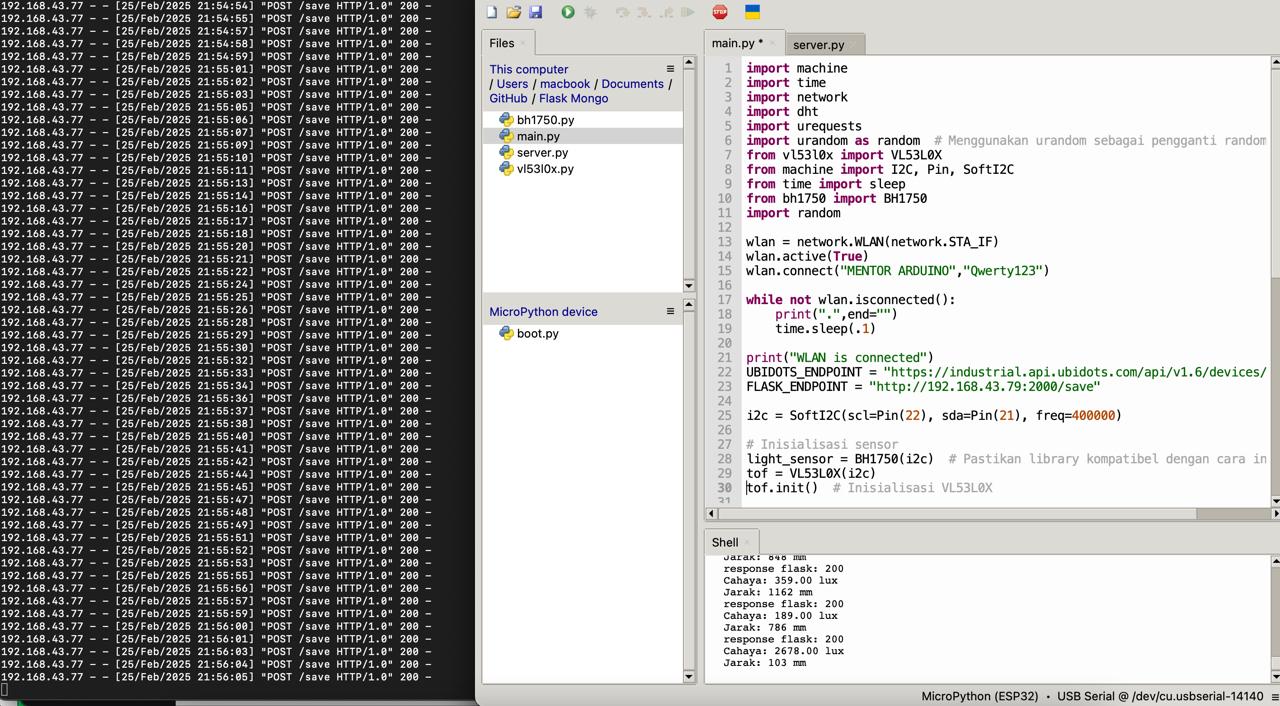 192.168.43.77 - - [25/Feb/2025 21:54:54] "POST /save HTTP/1.0" 200 -
192.168.43.77 - - [25/Feb/2025 21:54:55] "POST /save HTTP/1.0" 200 -
192.168.43.77 - - [25/Feb/2025 21:54:57] "POST /save HTTP/1.0" 200 -
192.168.43.77 - - [25/Feb/2025 21:54:58] "POST /save HTTP/1.0" 200 -
192.168.43.77 - - [25/Feb/2025 21:54:59] "POST /save HTTP/1.0" 200 -
192.168.43.77 - - [25/Feb/2025 21:55:01] "POST /save HTTP/1.0" 200 -
192.168.43.77 - - [25/Feb/2025 21:55:02] "POST /save HTTP/1.0" 200 -
192.168.43.77 - - [25/Feb/2025 21:55:03] "POST /save HTTP/1.0" 200 -
192.168.43.77 - - [25/Feb/2025 21:55:05] "POST /save HTTP/1.0" 200 -
192.168.43.77 - - [25/Feb/2025 21:55:06] "POST /save HTTP/1.0" 200 -
192.168.43.77 - - [25/Feb/2025 21:55:07] "POST /save HTTP/1.0" 200 -
192.168.43.77 - - [25/Feb/2025 21:55:09] "POST /save HTTP/1.0" 200 -
192.168.43.77 - - [25/Feb/2025 21:55:10] "POST /save HTTP/1.0" 200 -
192.168.43.77 - - [25/Feb/2025 21:55:11] "POST /save HTTP/1.0" 200 -
192.168.43.77 - - [25/Feb/2025 21:55:13] "POST /save HTTP/1.0" 200 -
192.168.43.77 - - [25/Feb/2025 21:55:14] "POST /save HTTP/1.0" 200 -
192.168.43.77 - - [25/Feb/2025 21:55:16] "POST /save HTTP/1.0" 200 -
192.168.43.77 - - [25/Feb/2025 21:55:17] "POST /save HTTP/1.0" 200 -
192.168.43.77 - - [25/Feb/2025 21:55:18] "POST /save HTTP/1.0" 200 -
192.168.43.77 - - [25/Feb/2025 21:55:20] "POST /save HTTP/1.0" 200 -
192.168.43.77 - - [25/Feb/2025 21:55:21] "POST /save HTTP/1.0" 200 -
192.168.43.77 - - [25/Feb/2025 21:55:22] "POST /save HTTP/1.0" 200 -
192.168.43.77 - - [25/Feb/2025 21:55:24] "POST /save HTTP/1.0" 200 -
192.168.43.77 - - [25/Feb/2025 21:55:25] "POST /save HTTP/1.0" 200 -
192.168.43.77 - - [25/Feb/2025 21:55:26] "POST /save HTTP/1.0" 200 -
192.168.43.77 - - [25/Feb/2025 21:55:28] "POST /save HTTP/1.0" 200 -
192.168.43.77 - - [25/Feb/2025 21:55:29] "POST /save HTTP/1.0" 200 -
192.168.43.77 - - [25/Feb/2025 21:55:30] "POST /save HTTP/1.0" 200 -
192.168.43.77 - - [25/Feb/2025 21:55:32] "POST /save HTTP/1.0" 200 -
192.168.43.77 - - [25/Feb/2025 21:55:33] "POST /save HTTP/1.0" 200 -
192.168.43.77 - - [25/Feb/2025 21:55:34] "POST /save HTTP/1.0" 200 -
192.168.43.77 - - [25/Feb/2025 21:55:36] "POST /save HTTP/1.0" 200 -
192.168.43.77 - - [25/Feb/2025 21:55:37] "POST /save HTTP/1.0" 200 -
192.168.43.77 - - [25/Feb/2025 21:55:38] "POST /save HTTP/1.0" 200 -
192.168.43.77 - - [25/Feb/2025 21:55:40] "POST /save HTTP/1.0" 200 -
192.168.43.77 - - [25/Feb/2025 21:55:41] "POST /save HTTP/1.0" 200 -
192.168.43.77 - - [25/Feb/2025 21:55:42] "POST /save HTTP/1.0" 200 -
192.168.43.77 - - [25/Feb/2025 21:55:44] "POST /save HTTP/1.0" 200 -
192.168.43.77 - - [25/Feb/2025 21:55:45] "POST /save HTTP/1.0" 200 -
192.168.43.77 - - [25/Feb/2025 21:55:47] "POST /save HTTP/1.0" 200 -
192.168.43.77 - - [25/Feb/2025 21:55:48] "POST /save HTTP/1.0" 200 -
192.168.43.77 - - [25/Feb/2025 21:55:49] "POST /save HTTP/1.0" 200 -
192.168.43.77 - - [25/Feb/2025 21:55:51] "POST /save HTTP/1.0" 200 -
192.168.43.77 - - [25/Feb/2025 21:55:52] "POST /save HTTP/1.0" 200 -
192.168.43.77 - - [25/Feb/2025 21:55:53] "POST /save HTTP/1.0" 200 -
192.168.43.77 - - [25/Feb/2025 21:55:55] "POST /save HTTP/1.0" 200 -
192.168.43.77 - - [25/Feb/2025 21:55:56] "POST /save HTTP/1.0" 200 -
192.168.43.77 - - [25/Feb/2025 21:55:57] "POST /save HTTP/1.0" 200 -
192.168.43.77 - - [25/Feb/2025 21:55:59] "POST /save HTTP/1.0" 200 -
192.168.43.77 - - [25/Feb/2025 21:56:00] "POST /save HTTP/1.0" 200 -
192.168.43.77 - - [25/Feb/2025 21:56:01] "POST /save HTTP/1.0" 200 -
192.168.43.77 - - [25/Feb/2025 21:56:03] "POST /save HTTP/1.0" 200 -
192.168.43.77 - - [25/Feb/2025 21:56:04] "POST /save HTTP/1.0" 200 -
192.168.43.77 - - [25/Feb/2025 21:56:05] "POST /save HTTP/1.0" 200 -
STOP
Files
This computer
/ Users / macbook / Documents /
GitHub / Flask Mongo
bh1750.py
main.py
server.py
vl53l0x.py
MicroPython device
boot.py
main.py * server.py
1 import machine
2 import time
3 import network
4 import dht
5 import urequests
6 import urandom as random  # Menggunakan urandom sebagai pengganti random
7 from vl53l0x import VL53L0X
8 from machine import I2C, Pin, SoftI2C
9 from time import sleep
10 from bh1750 import BH1750
11 import random
12
13 wlan = network.WLAN(network.STA_IF)
14 wlan.active(True)
15 wlan.connect("MENTOR ARDUINO","Qwerty123")
16
17 while not wlan.isconnected():
18     print(".",end="")
19     time.sleep(.1)
20
21 print("WLAN is connected")
22 UBIDOTS_ENDPOINT = "https://industrial.api.ubidots.com/api/v1.6/devices/
23 FLASK_ENDPOINT = "http://192.168.43.79:2000/save"
24
25 i2c = SoftI2C(scl=Pin(22), sda=Pin(21), freq=400000)
26
27 # Inisialisasi sensor
28 light_sensor = BH1750(i2c)  # Pastikan library kompatibel dengan cara in
29 tof = VL53L0X(i2c)
30 tof.init()  # Inisialisasi VL53L0X
31
Shell
Jarak: 848 mm
response flask: 200
Cahaya: 359.00 lux
Jarak: 1162 mm
response flask: 200
Cahaya: 189.00 lux
Jarak: 786 mm
response flask: 200
Cahaya: 2678.00 lux
Jarak: 103 mm
MicroPython (ESP32) • USB Serial @ /dev/cu.usbserial-14140